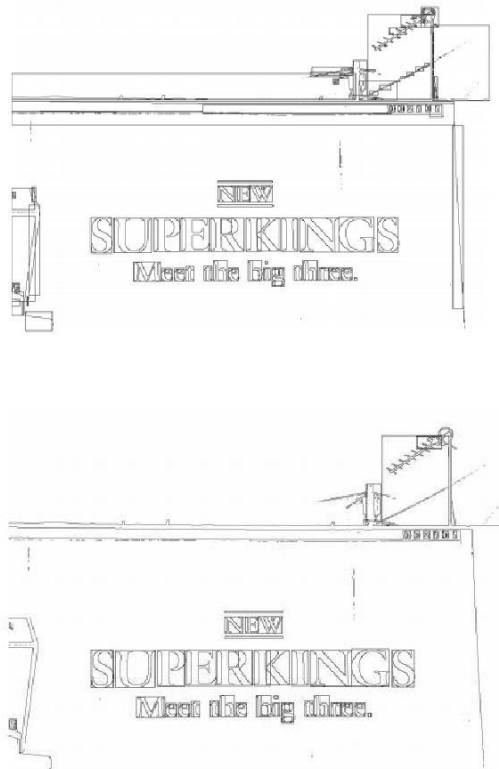 NEW
SUPERKINGS
Meet the big three.
NEW
SUPERKINGS
Meet the big three.